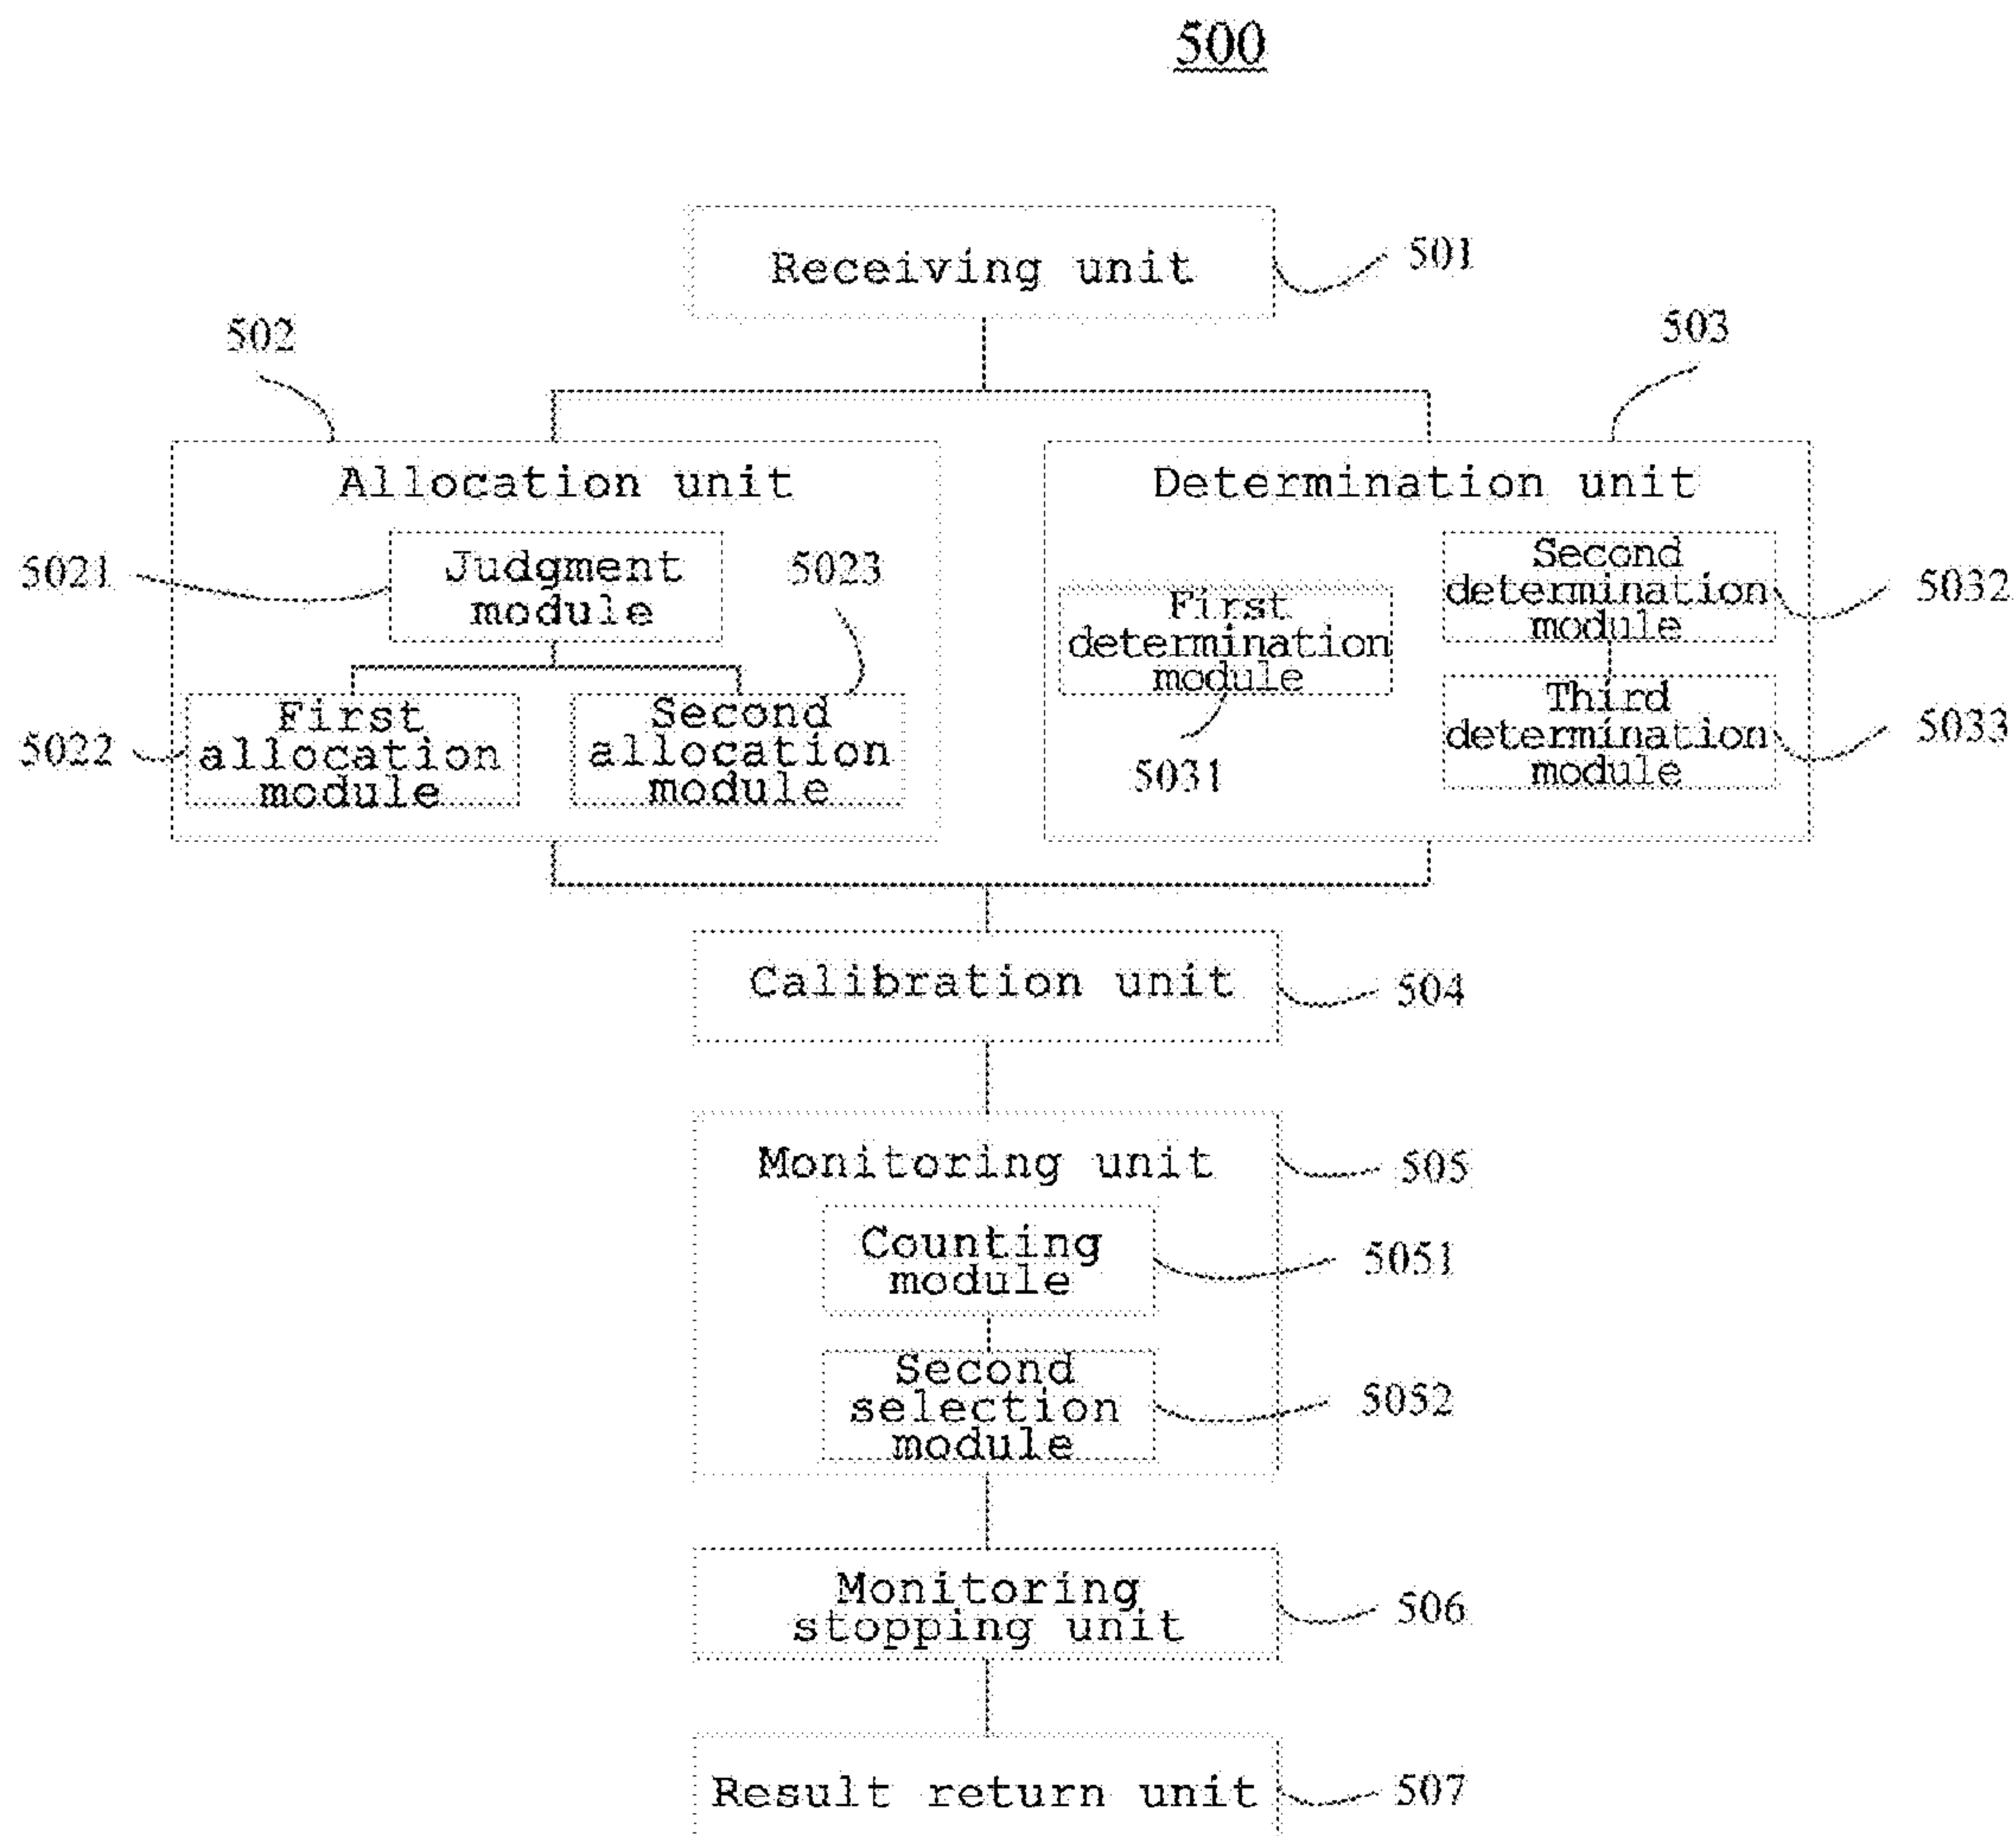 500
Receiving unit
501
502
503
Allocation unit
Judgment
module
5021
5023
First
allocation
module
5022
Second
allocation
module
Determination unit
First
determination
module
5031
Second
determination
module
5032
Third
determination
module
5033
Calibration unit
504
Monitoring unit
505
Counting
module
5051
Second
selection
module
5052
Monitoring
stopping unit
506
Result return unit
507